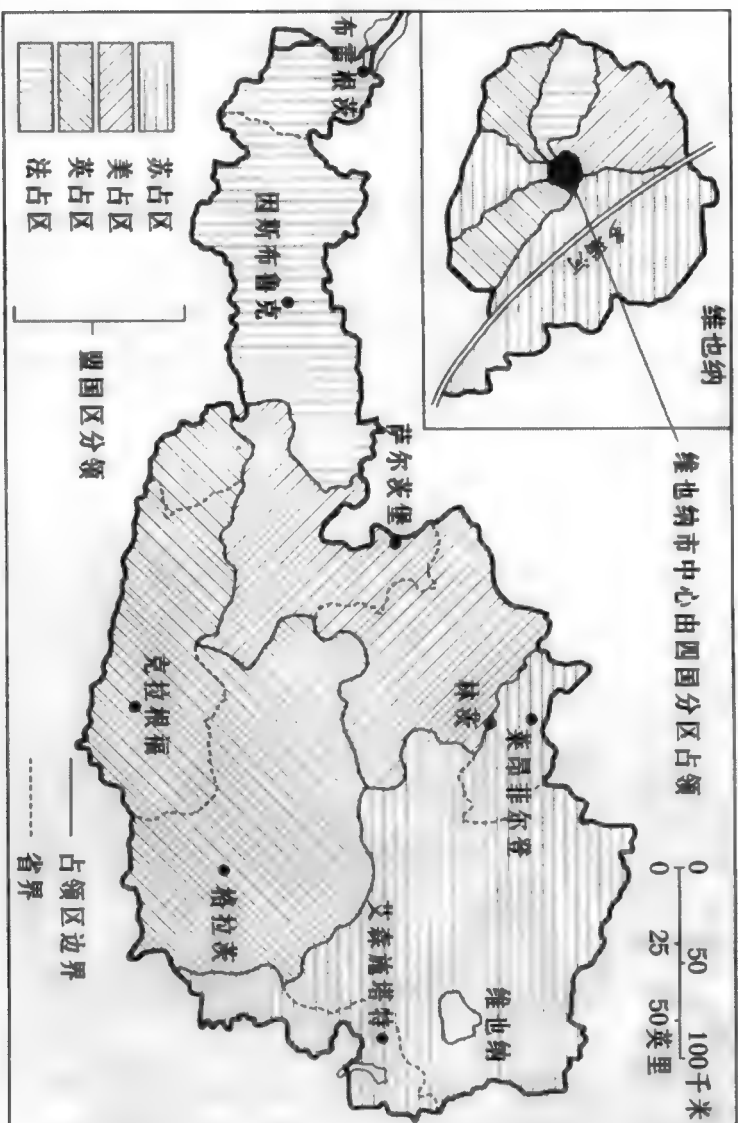 维也纳
多瑙河
维也纳市中心由四国分区占领
0 50 100千米
0 25 50英里
布雷根茨
因斯布鲁克
萨尔茨堡
林茨
莱昂菲尔登
维也纳
艾森施塔特
格拉茨
克拉根福
苏占区
美占区
英占区
法占区
盟国区分领
占领区边界
省界